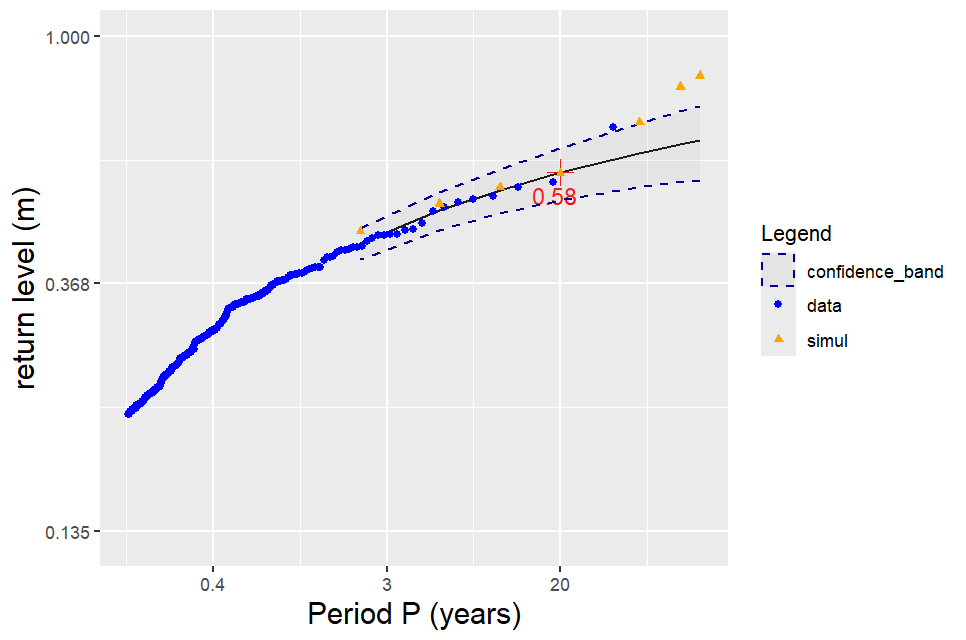 1.000
0.368
0.135
return level (m)
0.58
0.4
3
20
Period P (years)
Legend
confidence_band
data
simul